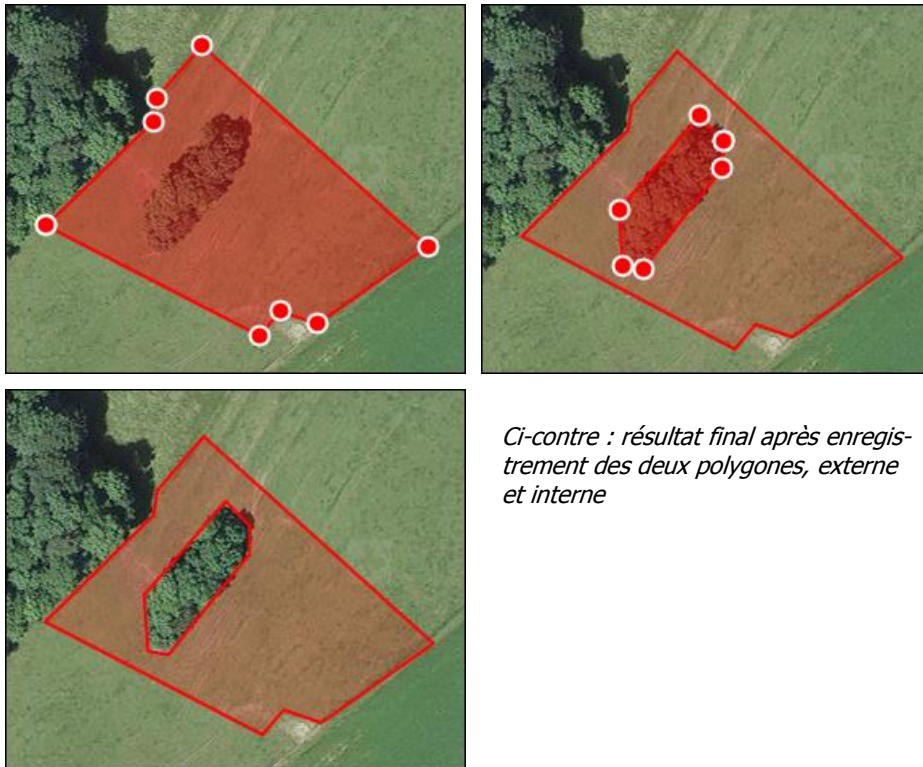 Ci-contre : résultat final après enregis-
trement des deux polygones, externe
et interne